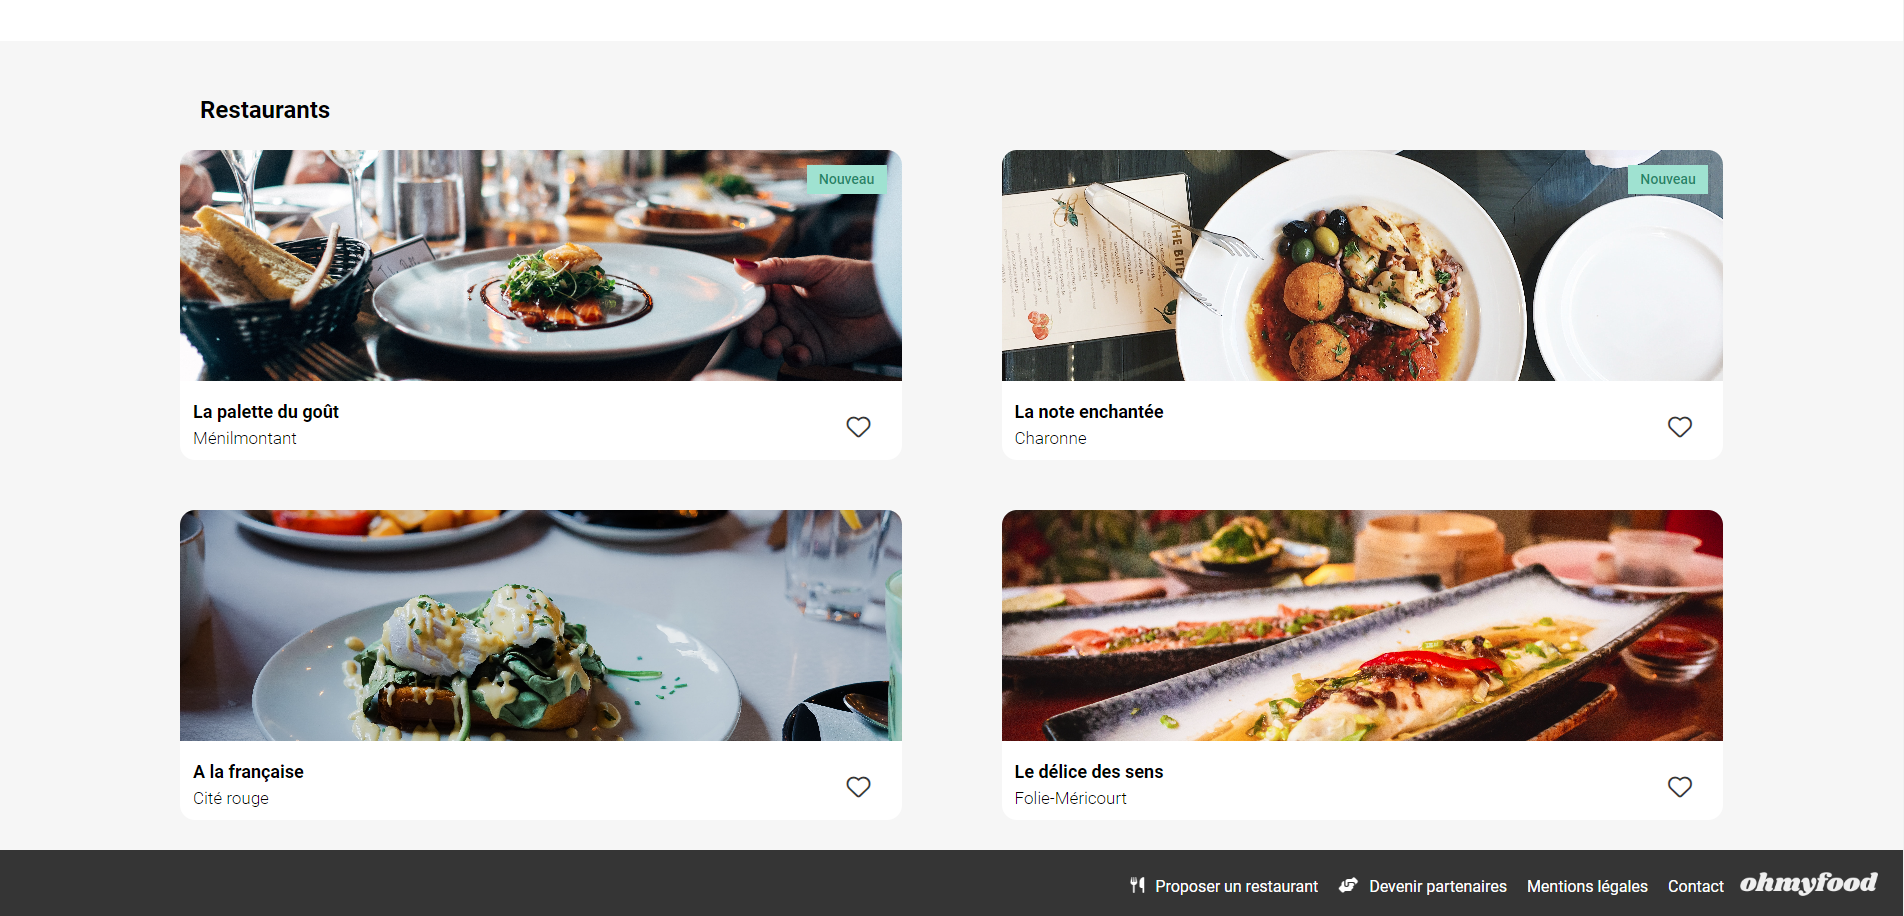 Restaurants
Nouveau
THE BITE
La palette du goût
Ménilmontant
Nouveau
La note enchantée
Charonne
A la française
Cité rouge
Le délice des sens
Folie-Méricourt
Proposer un restaurant
Devenir partenaires
Mentions légales
Contact
ohmyfood